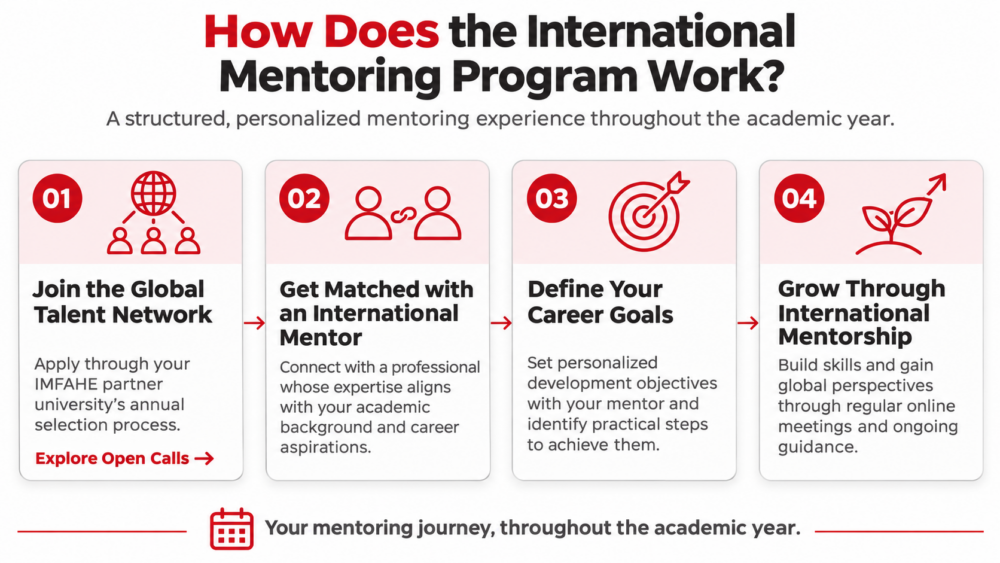 How Does the International
Mentoring Program Work?
A structured, personalized mentoring experience throughout the academic year.
01
Join the Global
Talent Network
Apply through your
IMFAHE partner
university's annual
selection process.
Explore Open Calls →
02
Get Matched with
an International
Mentor
Connect with a professional
whose expertise aligns
with your academic
background and career
aspirations.
03
Define Your
Career Goals
Set personalized
development objectives
with your mentor and
identify practical steps
to achieve them.
04
Grow Through
International
Mentorship
Build skills and gain
global perspectives
through regular online
meetings and ongoing
guidance.
Your mentoring journey, throughout the academic year.